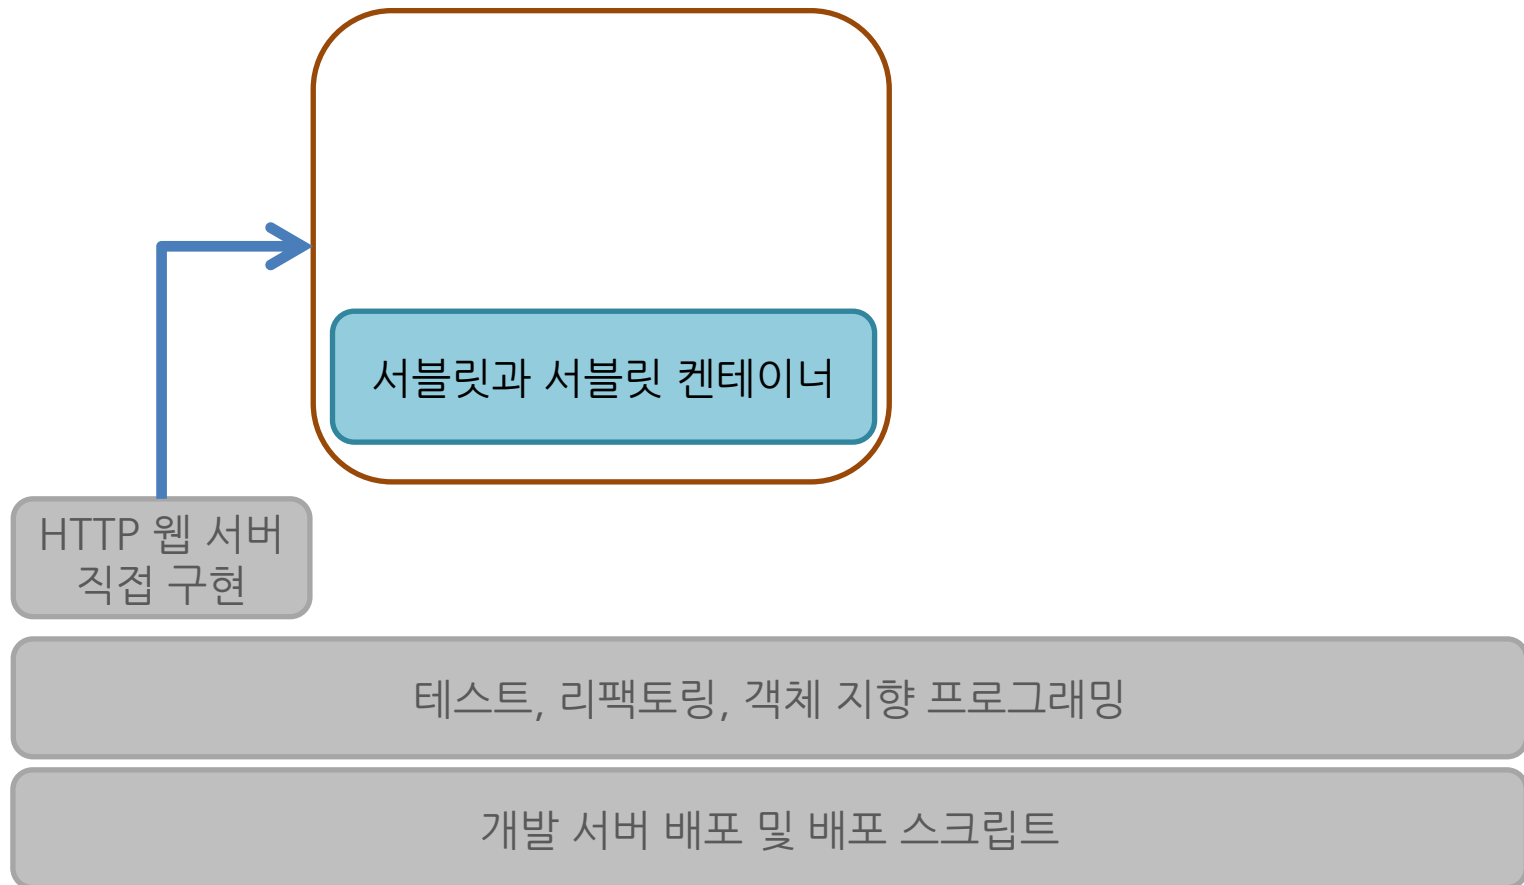 서블릿과 서블릿 켄테이너
HTTP 웹 서버
직접 구현
테스트, 리팩토링, 객체 지향 프로그래밍
개발 서버 배포 및 배포 스크립트